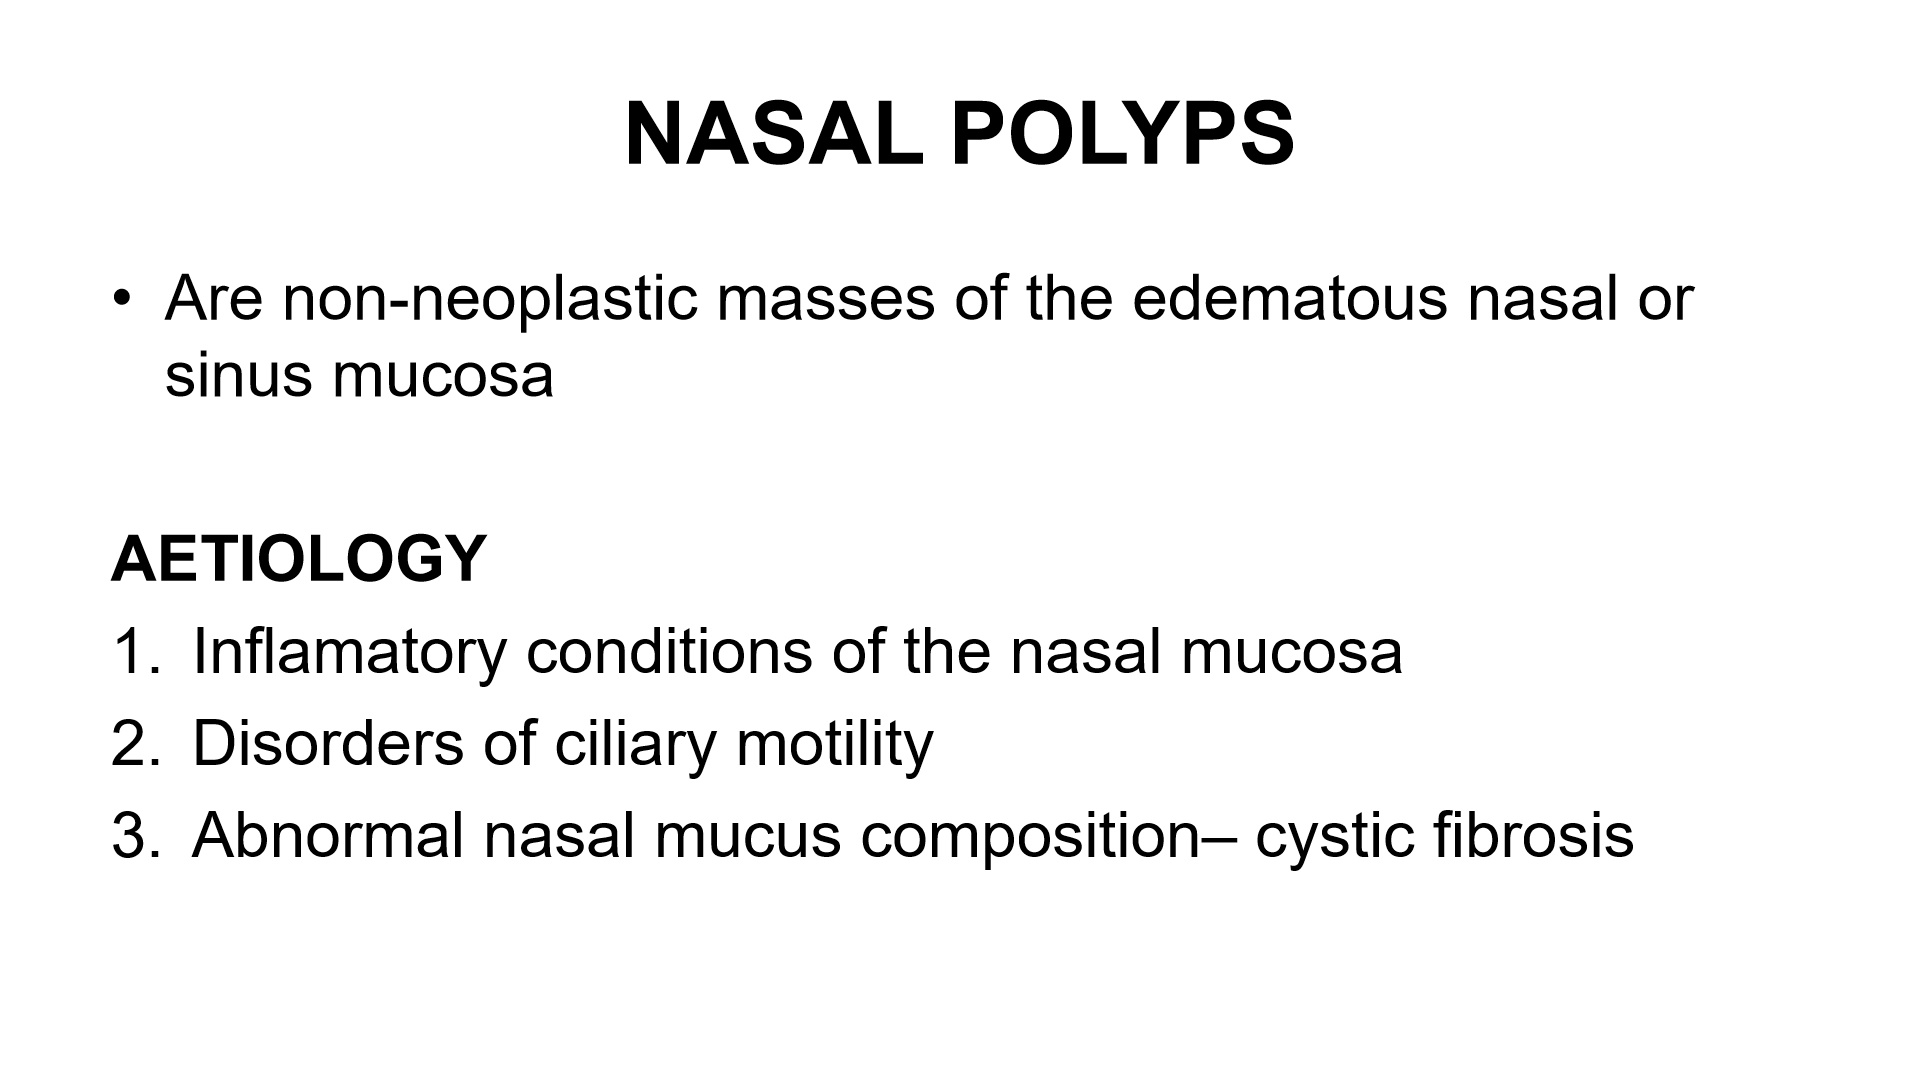 NASAL POLYPS
• Are non-neoplastic masses of the edematous nasal or
sinus mucosa
AETIOLOGY
1. Inflamatory conditions of the nasal mucosa
2. Disorders of ciliary motility
3. Abnormal nasal mucus composition– cystic fibrosis